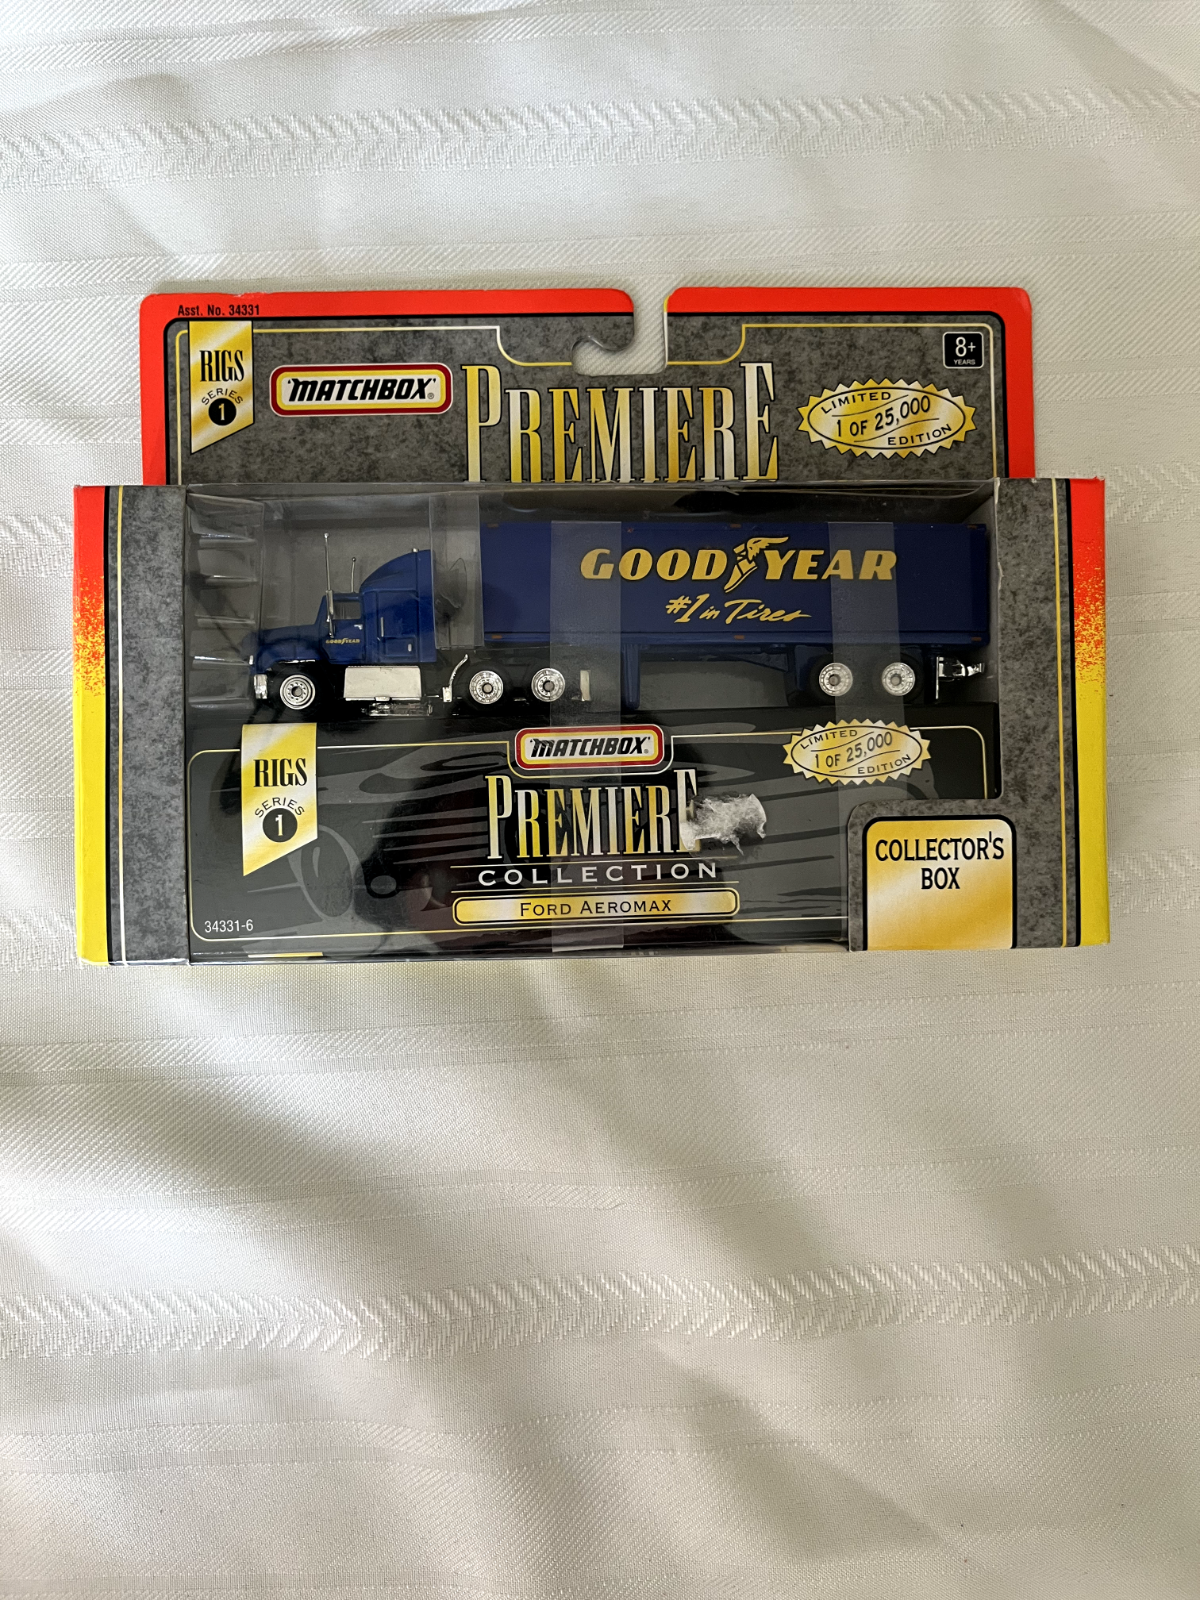 Asst. No. 34331
RIGS
SERIES
1
MATCHBOX®
PREMIERE
LIMITED
1 OF 25,000
EDITION
8+
YEARS
GOODYEAR
#1 in Tires
GOODYEAR
RIGS
SERIES
1
MATCHBOX®
PREMIERE
COLLECTION
FORD AEROMAX
LIMITED
1 OF 25,000
EDITION
COLLECTOR'S
BOX
34331-6